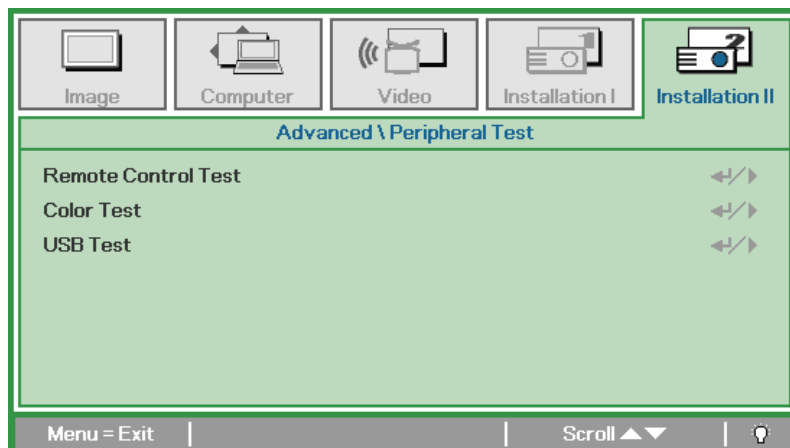 Image Computer Video Installation I Installation II
Advanced \ Peripheral Test
Remote Control Test
Color Test
USB Test
Menu = Exit Scroll